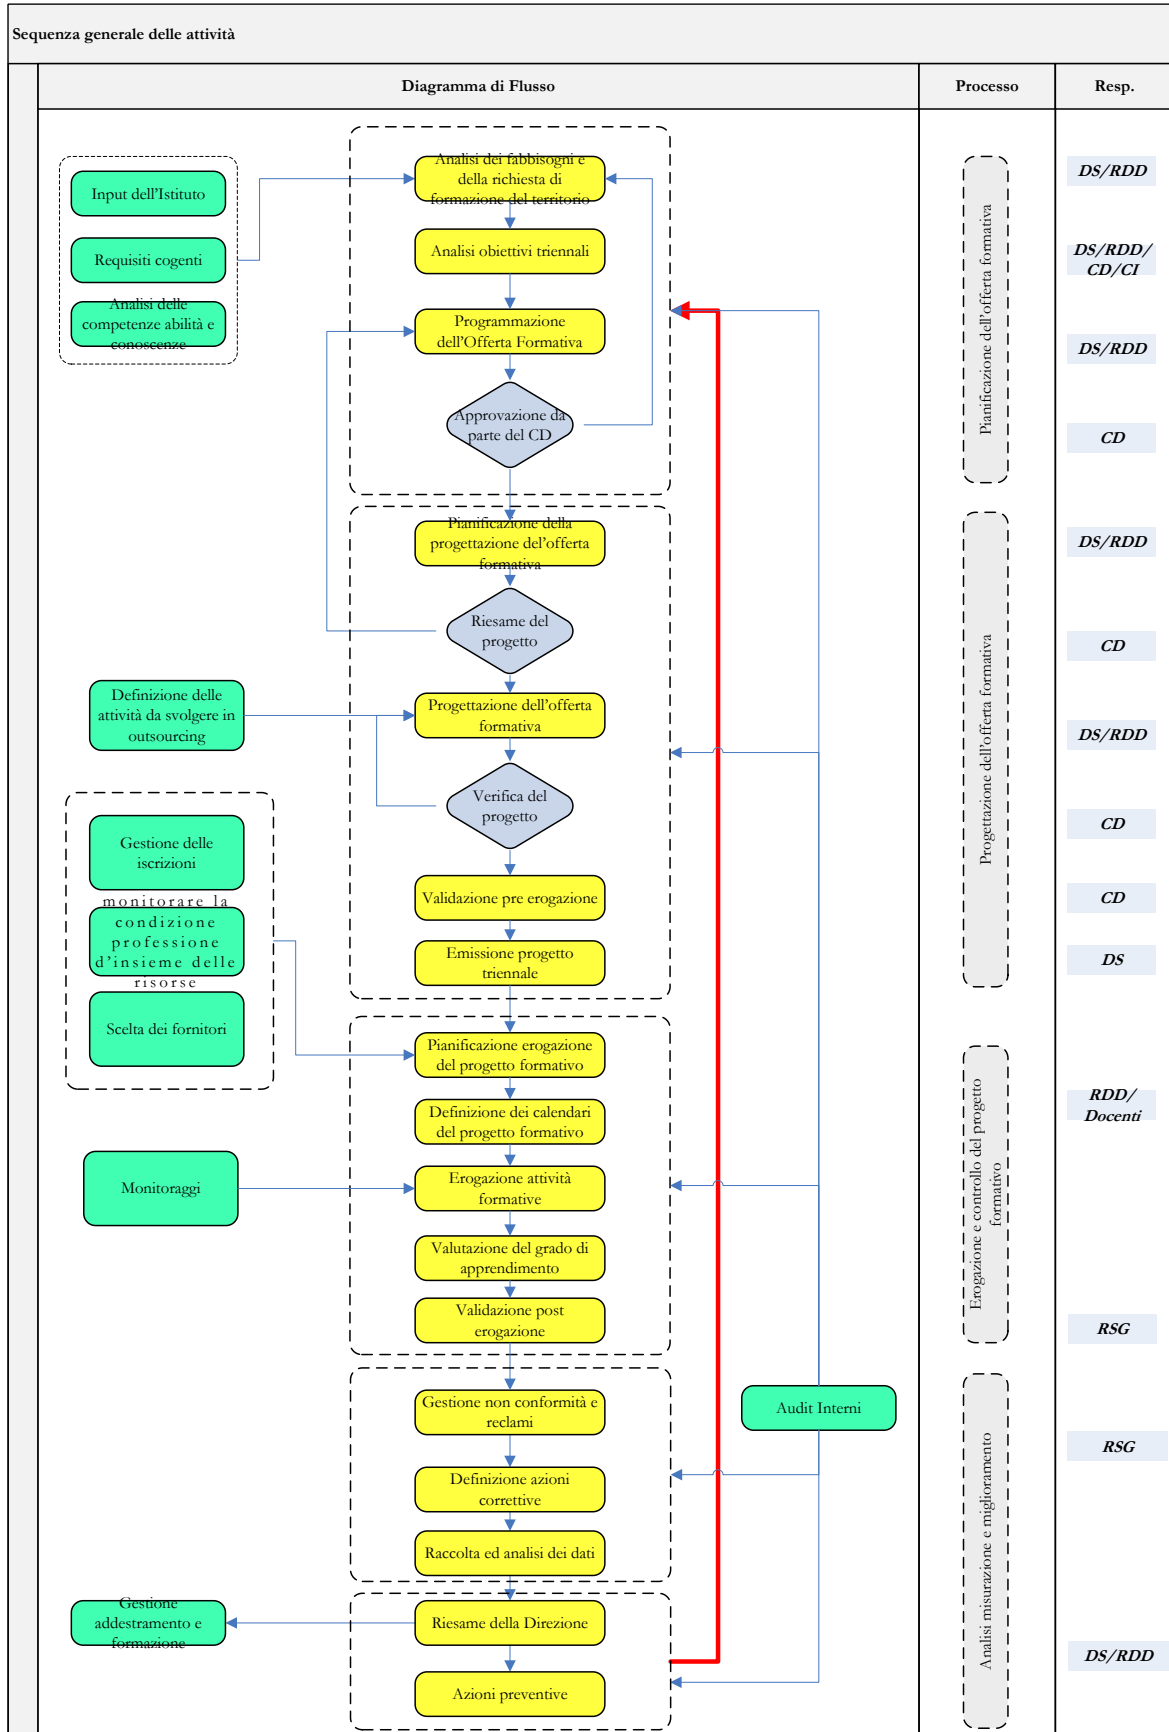 Sequenza generale delle attività
Diagramma di Flusso
Processo
Resp.
Input dell'Istituto
Requisiti cogenti
Analisi delle
competenze abilità e
conoscenze
Analisi dei fabbisogni e
della richiesta di
formazione del territorio
Analisi obiettivi triennali
Programmazione
dell'Offerta Formativa
Approvazione da
parte del CD
Pianificazione dell'offerta formativa
DS/RDD
DS/RDD/
CD/CI
DS/RDD
CD
Pianificazione della
progettazione del'offerta
formativa
Riesame del
progetto
Definizione delle
attività da svolgere in
outsourcing
Progettazione dell'offerta
formativa
Verifica del
progetto
Validazione pre erogazione
Emissione progetto
triennale
Progettazione dell'offerta formativa
DS/RDD
CD
DS/RDD
CD
CD
DS
Gestione delle
iscrizioni
monitorare la
condizione
professione
d'insieme delle
risorse
Scelta dei fornitori
Pianificazione erogazione
del progetto formativo
Definizione dei calendari
del progetto formativo
Monitoraggi
Erogazione attività
formative
Valutazione del grado di
apprendimento
Validazione post
erogazione
Erogazione e controllo del progetto
formativo
RDD/
Docenti
RSG
Gestione non conformità e
reclami
Audit Interni
Definizione azioni
correttive
Raccolta ed analisi dei dati
Gestione
addestramento e
formazione
Riesame della Direzione
Azioni preventive
Analisi misurazione e miglioramento
RSG
DS/RDD